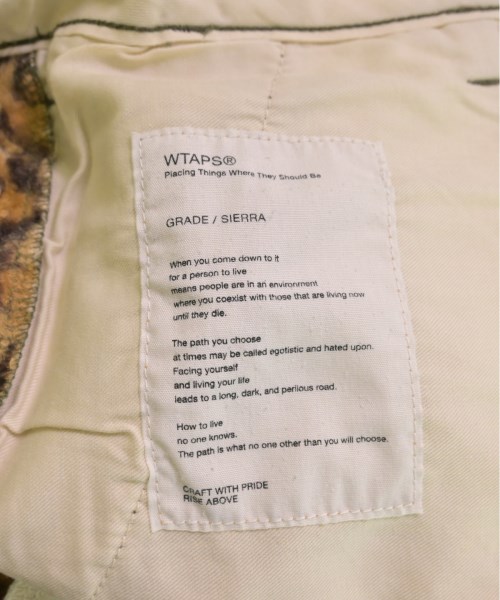 WTAPS®
Placing Things Where They Should Be
GRADE / SIERRA
When you come down to it
for a person to live
means people are in an environment
where you coexist with those that are living now
until they die.
The path you choose
at times may be called egotistic and hated upon.
Facing yourself
and living your life
leads to a long, dark, and perilous road.
How to live
no one knows.
The path is what no one other than you will choose.
CRAFT WITH PRIDE
RISE ABOVE